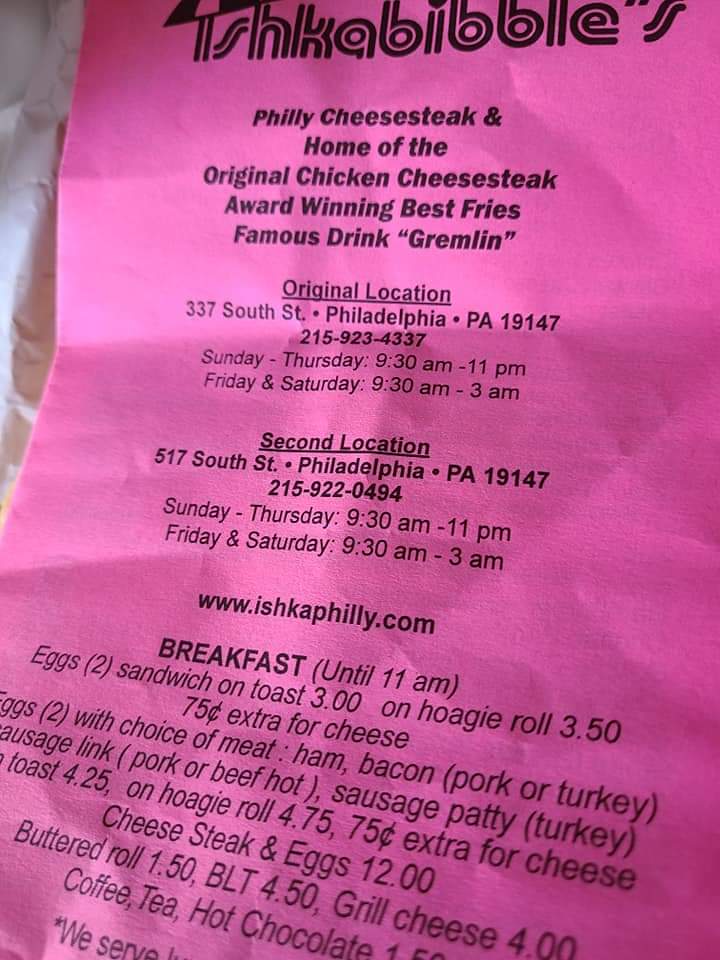 Ishkabibble's
Philly Cheesesteak &
Home of the
Original Chicken Cheesesteak
Award Winning Best Fries
Famous Drink “Gremlin”
Original Location
337 South St. • Philadelphia • PA 19147
215-923-4337
Sunday - Thursday: 9:30 am -11 pm
Friday & Saturday: 9:30 am - 3 am
Second Location
517 South St. • Philadelphia • PA 19147
215-922-0494
Sunday - Thursday: 9:30 am -11 pm
Friday & Saturday: 9:30 am - 3 am
www.ishkaphilly.com
BREAKFAST (Until 11 am)
Eggs (2) sandwich on toast 3.00 on hoagie roll 3.50
75¢ extra for cheese
Eggs (2) with choice of meat : ham, bacon (pork or turkey)
sausage link ( pork or beef hot ), sausage patty (turkey)
toast 4.25, on hoagie roll 4.75, 75¢ extra for cheese
Cheese Steak & Eggs 12.00
Buttered roll 1.50, BLT 4.50, Grill cheese 4.00
Coffee, Tea, Hot Chocolate 1.50
*We serve